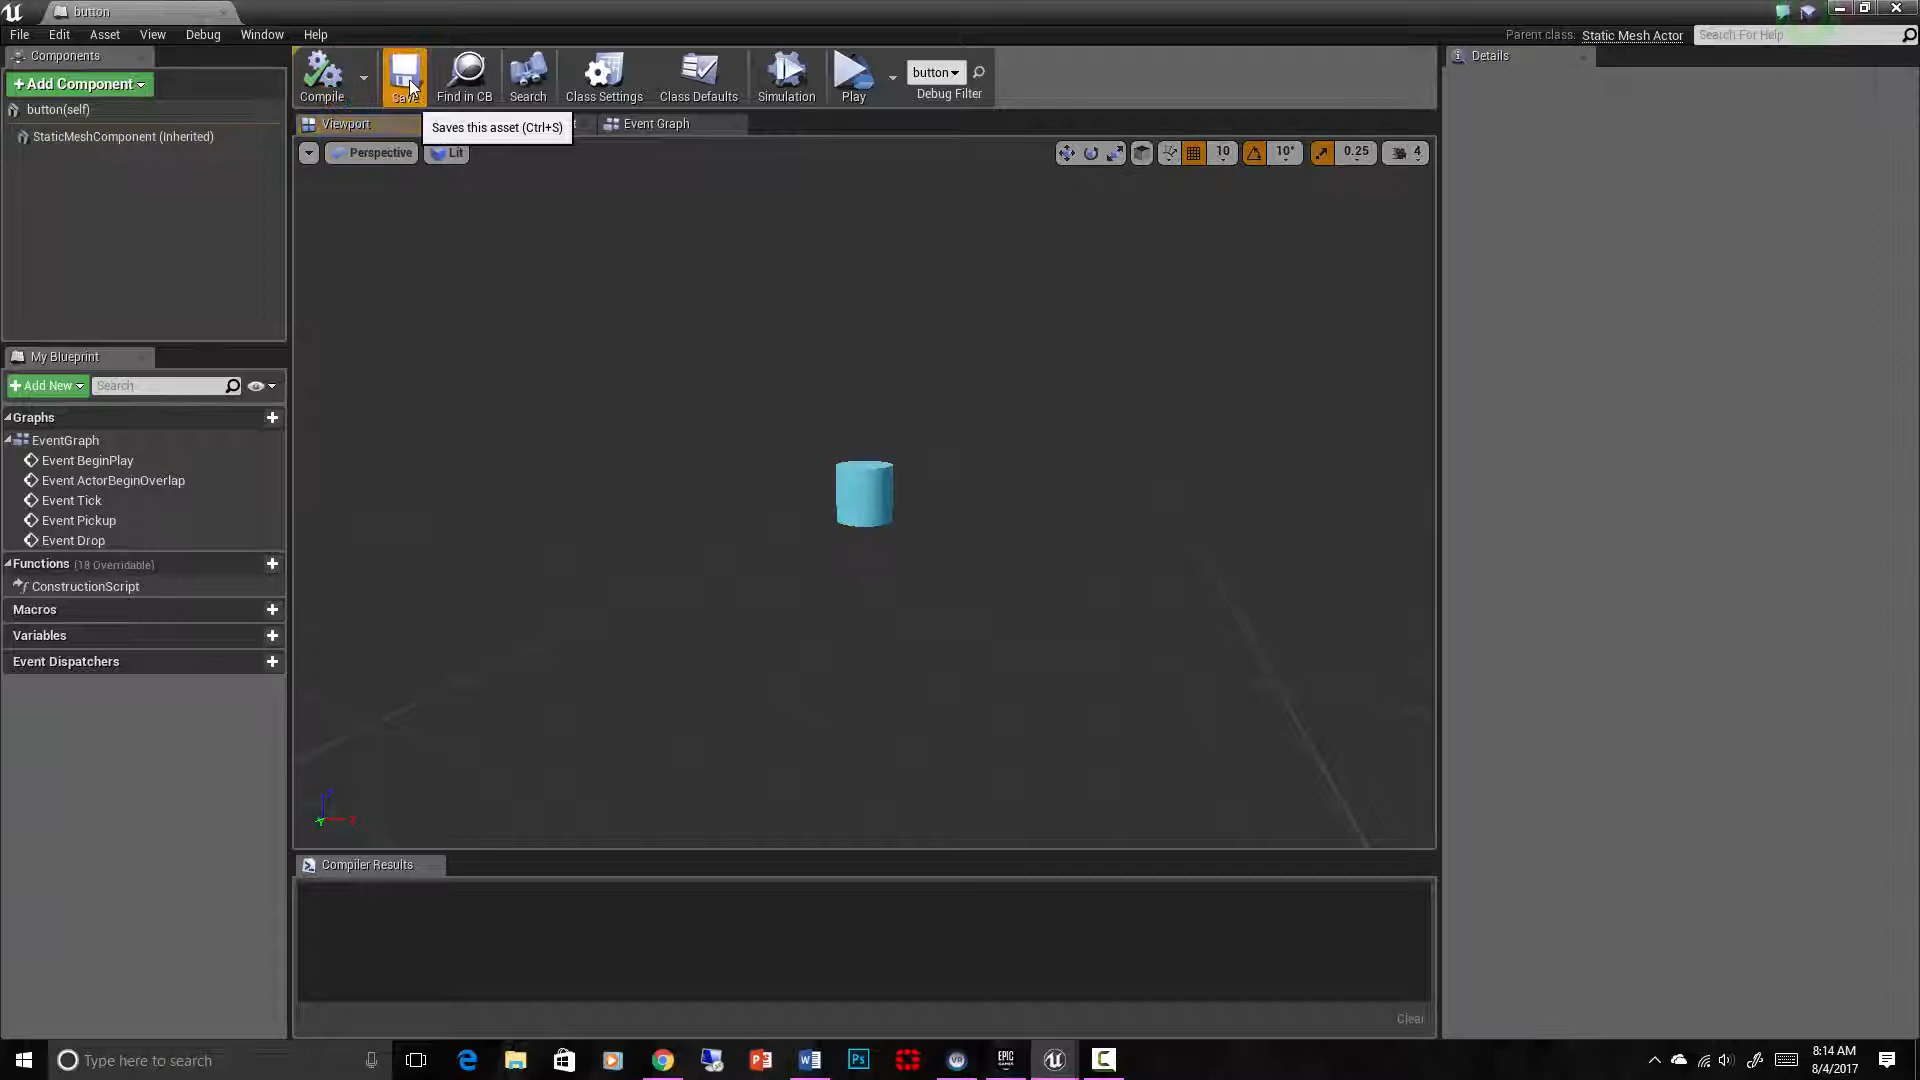 button
File Edit Asset View Debug Window Help
Parent class: Static Mesh Actor Search For Help
Components
+ Add Component
button(self)
StaticMeshComponent (Inherited)
Compile Save Find in CB Search Class Settings Class Defaults Simulation Play
button
Debug Filter
Details
Viewport
Event Graph
Saves this asset (Ctrl+S)
Perspective Lit
10 10° 0.25 4
My Blueprint
+ Add New Search
Graphs
EventGraph
Event BeginPlay
Event ActorBeginOverlap
Event Tick
Event Pickup
Event Drop
Functions (18 Overridable)
ConstructionScript
Macros
Variables
Event Dispatchers
Z
Y
X
Compiler Results
Clear
Type here to search
8:14 AM
8/4/2017